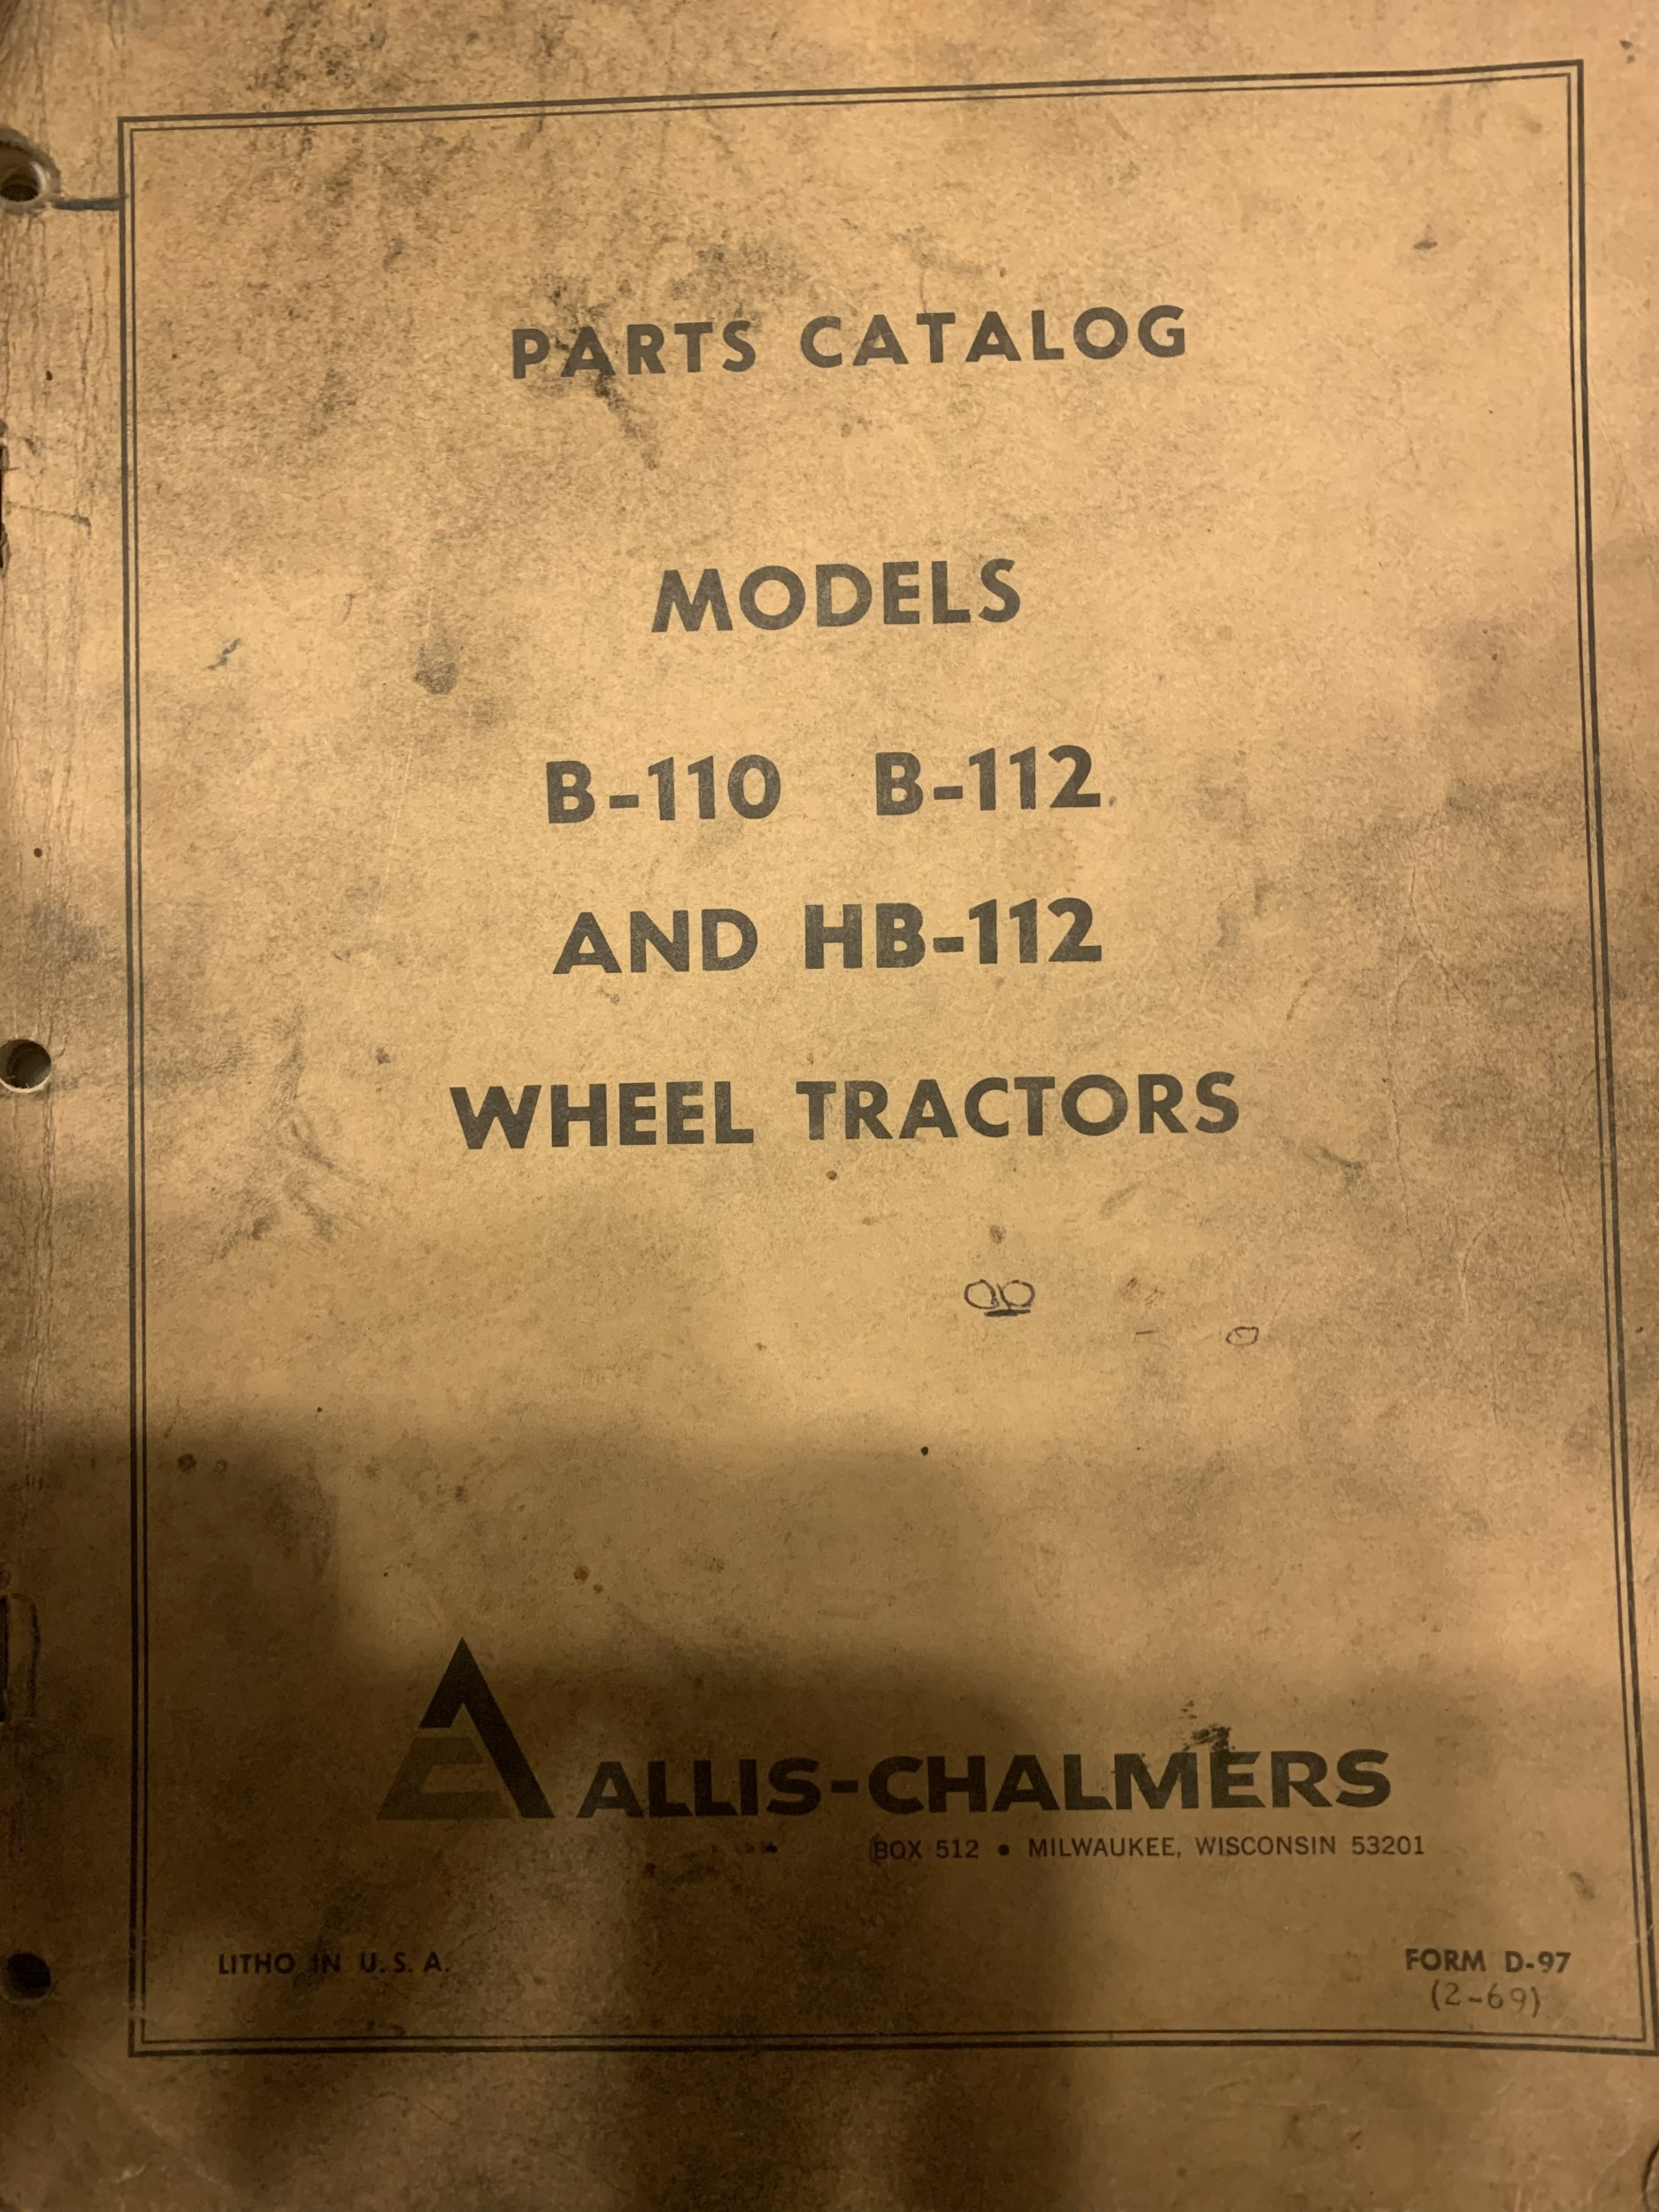 PARTS CATALOG
MODELS
B-110 B-112
AND HB-112
WHEEL TRACTORS
ALLIS-CHALMERS
BOX 512 • MILWAUKEE, WISCONSIN 53201
LITHO IN U. S. A.
FORM D-97
(2-69)